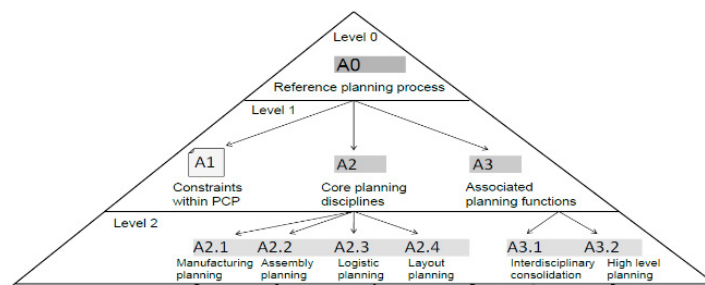 Level 0
A0
Reference planning process
Level 1
A1
A2
A3
Constraints
within PCP
Core planning
disciplines
Associated
planning functions
Level 2
A2.1
A2.2
A2.3
A2.4
A3.1
A3.2
Manufacturing
planning
Assembly
planning
Logistic
planning
Layout
planning
Interdisciplinary
consolidation
High level
planning